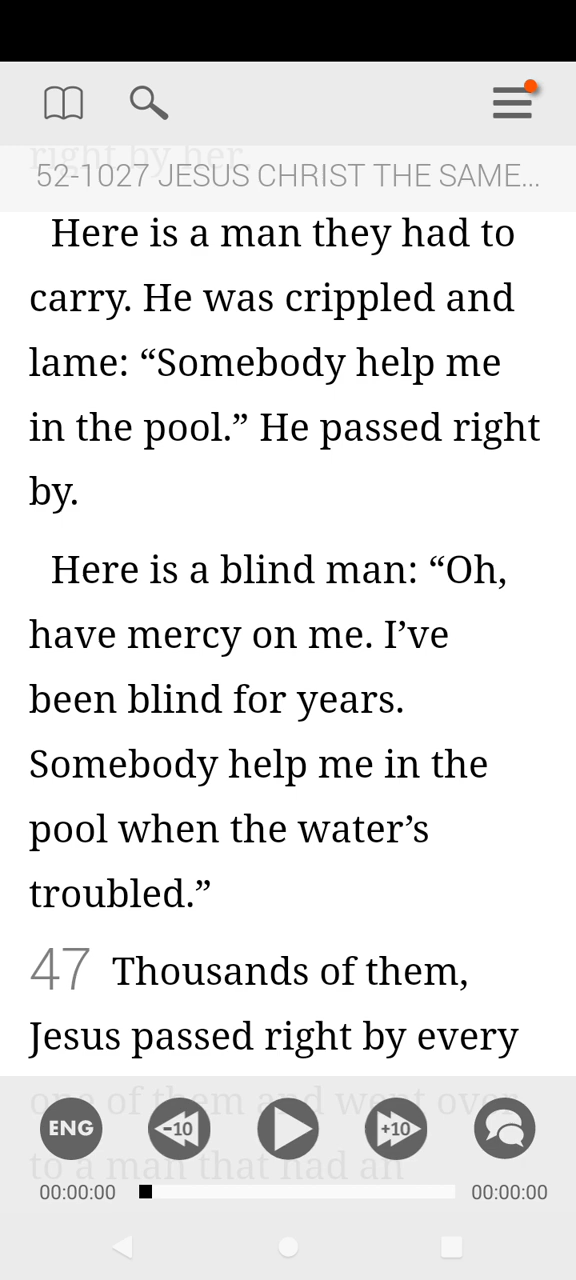 right by her.
52-1027 JESUS CHRIST THE SAME...
Here is a man they had to
carry. He was crippled and
lame: “Somebody help me
in the pool.” He passed right
by.
Here is a blind man: “Oh,
have mercy on me. I’ve
been blind for years.
Somebody help me in the
pool when the water’s
troubled.”
47 Thousands of them,
Jesus passed right by every
one of them and went over
to a man that had an
ENG -10 +10
00:00:00 00:00:00